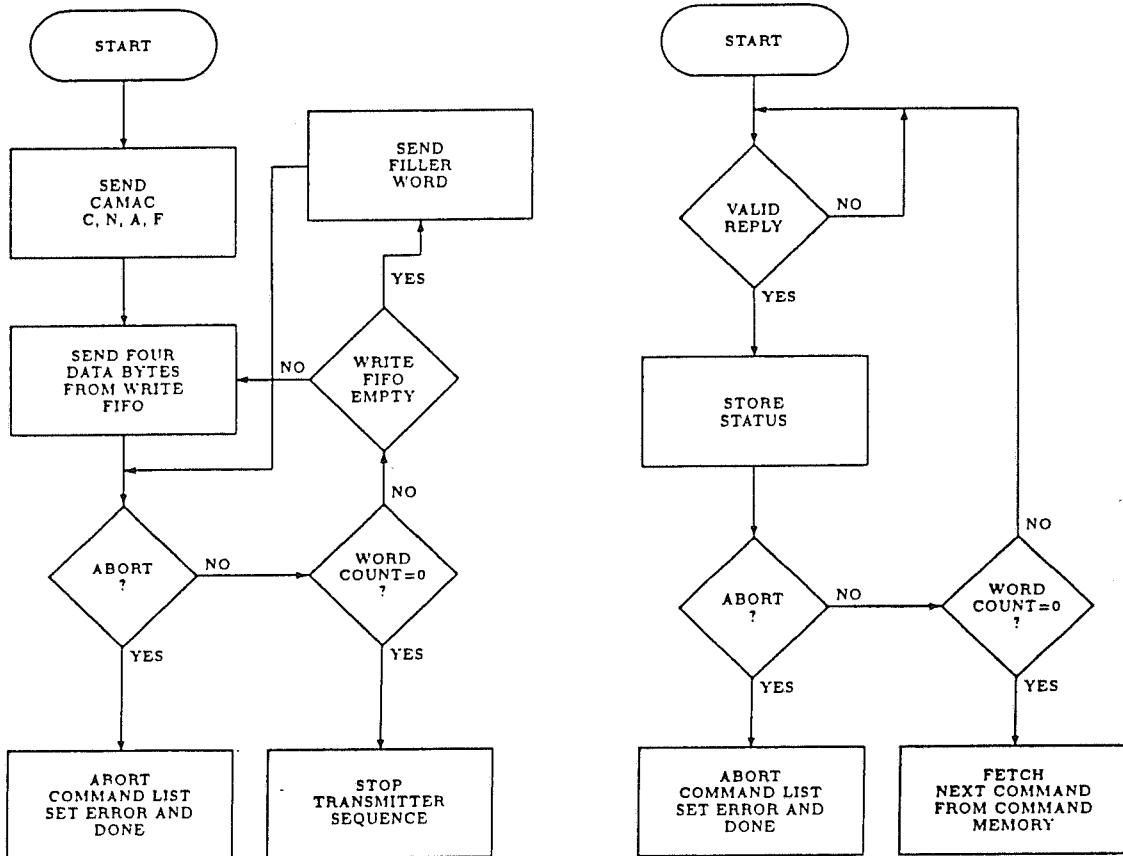 START
SEND
CAMAC
C, N, A, F
SEND
FILLER
WORD
YES
SEND FOUR
DATA BYTES
FROM WRITE
FIFO
NO
WRITE
FIFO
EMPTY
NO
ABORT
?
NO
WORD
COUNT=0
?
YES
YES
ABORT
COMMAND LIST
SET ERROR AND
DONE
STOP
TRANSMITTER
SEQUENCE
START
VALID
REPLY
NO
YES
STORE
STATUS
NO
ABORT
?
NO
WORD
COUNT=0
?
YES
YES
ABORT
COMMAND LIST
SET ERROR AND
DONE
FETCH
NEXT COMMAND
FROM COMMAND
MEMORY